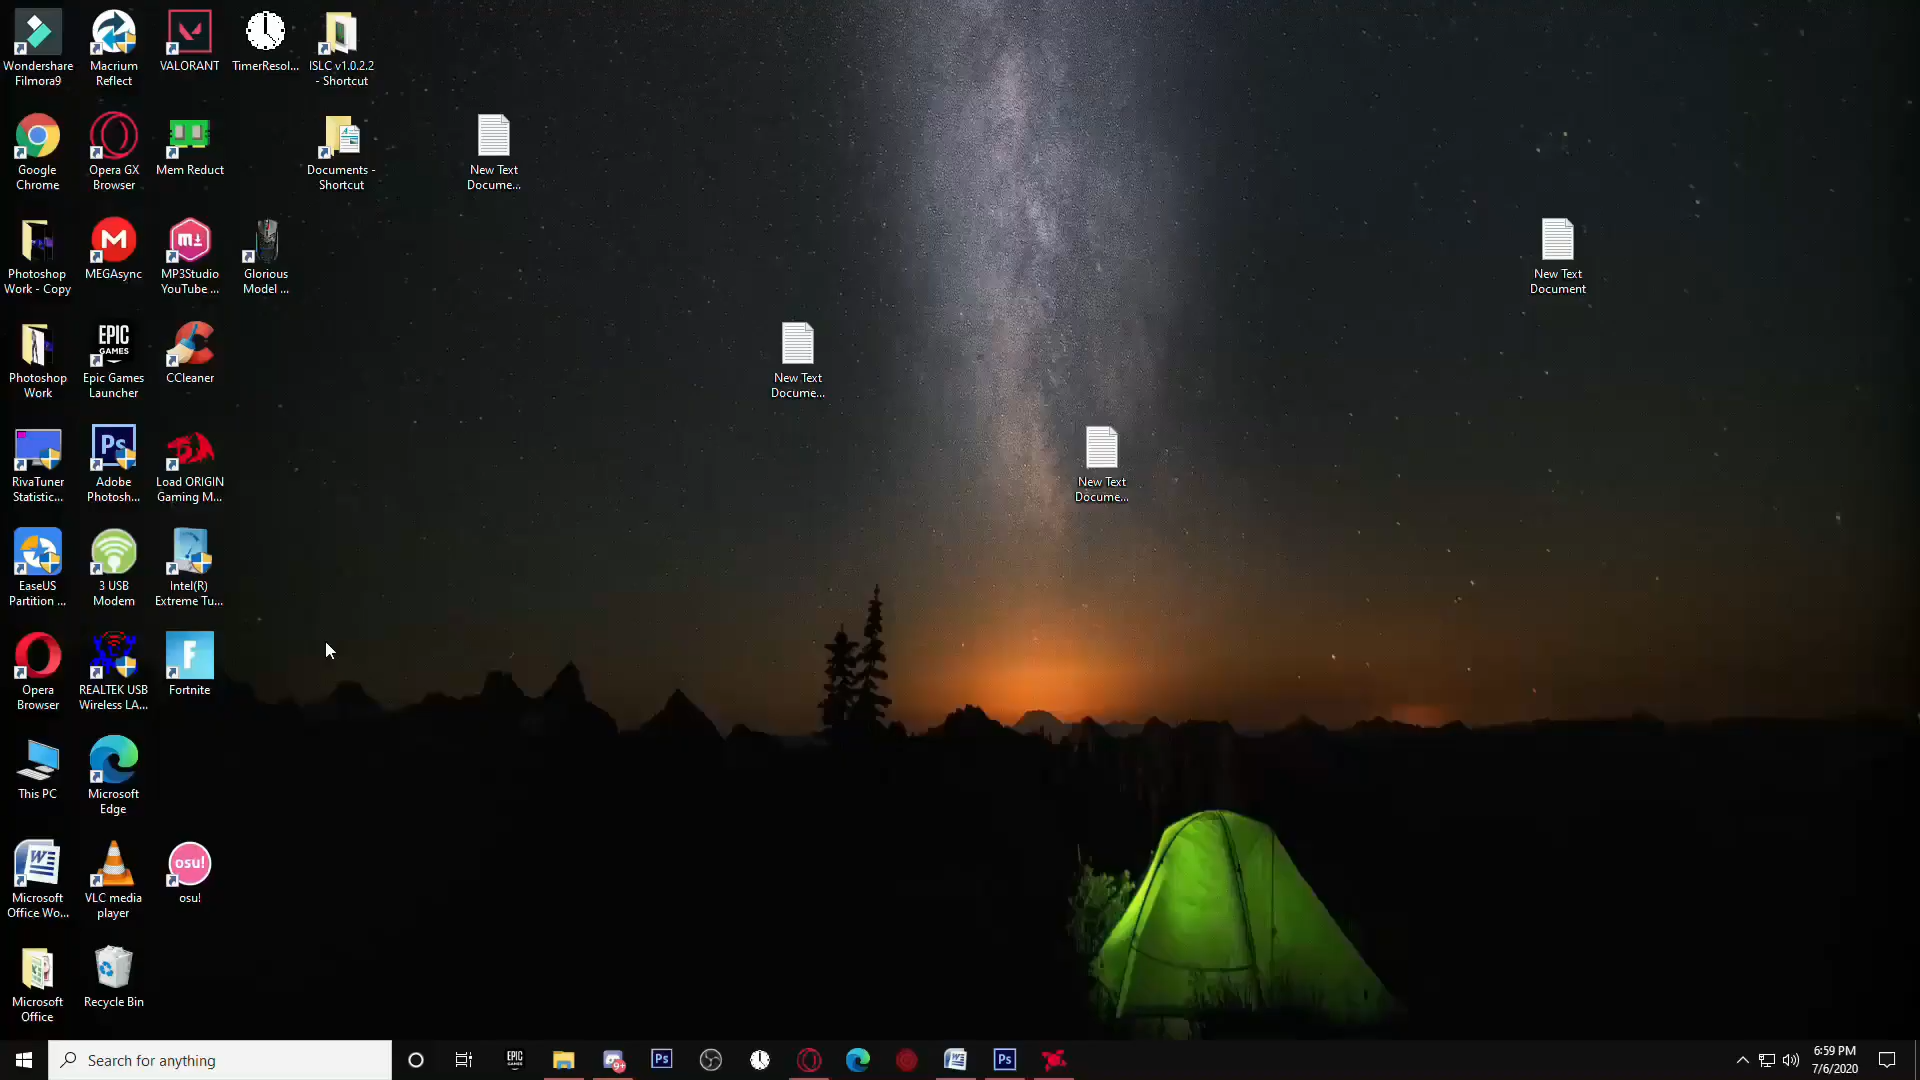 Wondershare
Filmora9
Macrium
Reflect
VALORANT
TimerResol...
ISLC v1.0.2.2
- Shortcut
Google
Chrome
Opera GX
Browser
Mem Reduct
Documents -
Shortcut
New Text
Docume...
Photoshop
Work - Copy
MEGAsync
MP3Studio
YouTube ...
Glorious
Model ...
New Text
Document
EPIC
GAMES
Photoshop
Work
Epic Games
Launcher
CCleaner
New Text
Docume...
Ps
RivaTuner
Statistic...
Adobe
Photosh...
Load ORIGIN
Gaming M...
New Text
Docume...
EaseUS
Partition ...
3 USB
Modem
Intel(R)
Extreme Tu...
F
Opera
Browser
REALTEK USB
Wireless LA...
Fortnite
This PC
Microsoft
Edge
W
osu!
Microsoft
Office Wo...
VLC media
player
osu!
Microsoft
Office
Recycle Bin
Search for anything
EPIC
GAMES
9+
Ps
W
Ps
6:59 PM
7/6/2020